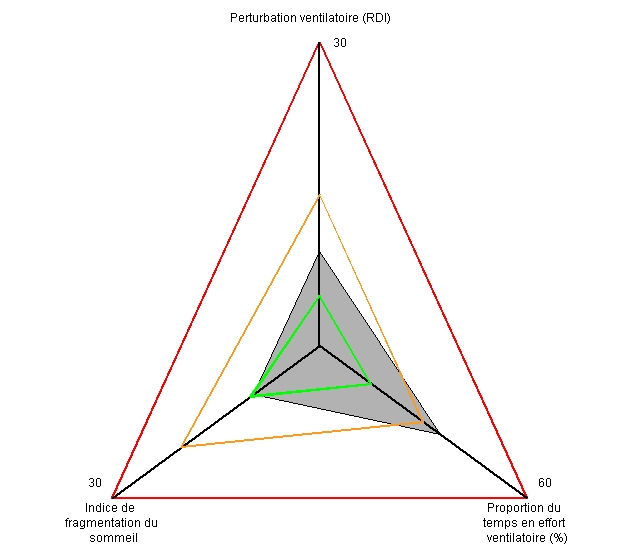 Perturbation ventilatoire (RDI)
30
30
60
Indice de
fragmentation du
sommeil
Proportion du
temps en effort
ventilatoire (%)